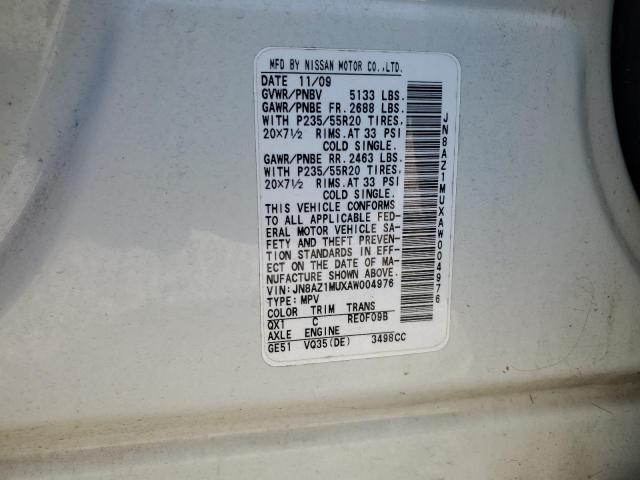 MFD BY NISSAN MOTOR CO.,LTD.
DATE 11/09
GVWR/PNBV 5133 LBS.
GAWR/PNBE FR. 2688 LBS.
WITH P235/55R20 TIRES,
20×7½ RIMS.AT 33 PSI
COLD SINGLE.
GAWR/PNBE RR. 2463 LBS.
WITH P235/55R20 TIRES,
20×7½ RIMS.AT 33 PSI
COLD SINGLE.
THIS VEHICLE CONFORMS
TO ALL APPLICABLE FED-
ERAL MOTOR VEHICLE SA-
FETY AND THEFT PREVEN-
TION STANDARDS IN EFF-
ECT ON THE DATE OF MA-
NUFACTURE SHOWN ABOVE.
VIN:JN8AZ1MUXAW004976
TYPE:MPV
COLOR TRIM TRANS
QX1 C RE0F09B
AXLE ENGINE
GE51 VQ35(DE) 3498CC
JN8AZ1MUXAW004976